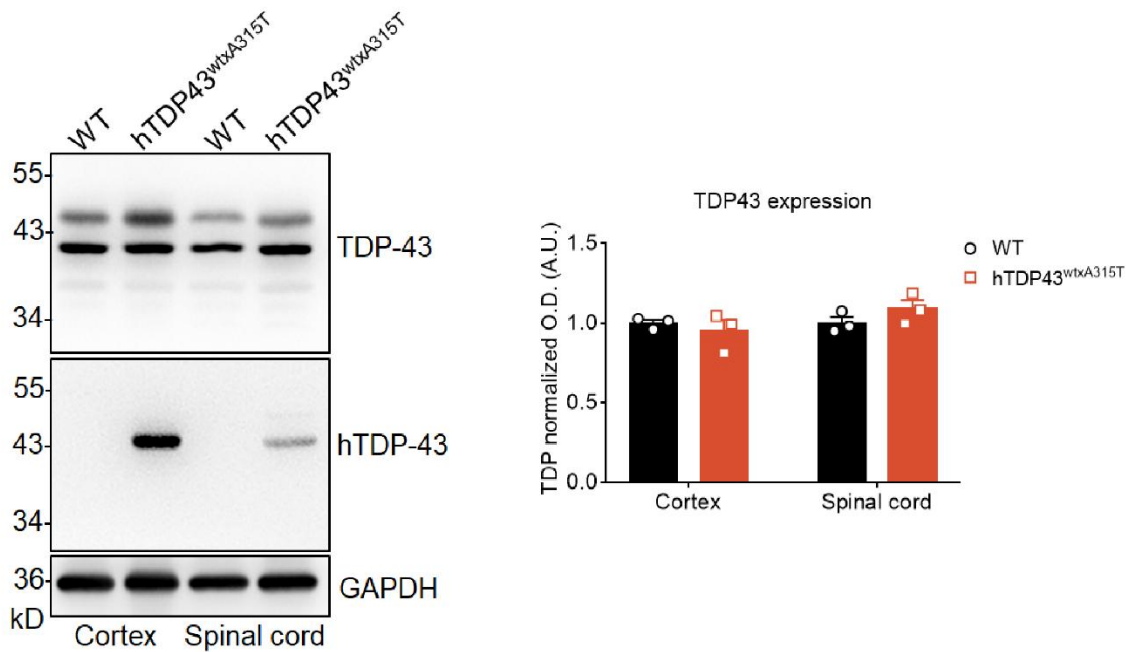 WT
hTDP43wtxA315T
WT
hTDP43wtxA315T
55
43
34
TDP-43
55
43
34
hTDP-43
36
GAPDH
kD
Cortex
Spinal cord
TDP43 expression
TDP normalized O.D. (A.U.)
1.5
1.0
0.5
0.0
Cortex
Spinal cord
WT
hTDP43wtxA315T